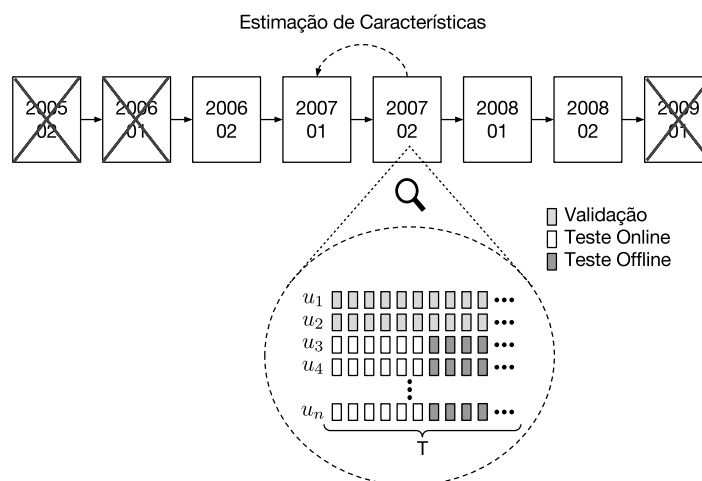 Estimação de Características
2005 2006 2006 2007 2007 2008 2008 2009
02 01 02 01 02 01 02 01
Validação
Teste Online
Teste Offline
u1 •••
u2 •••
u3 •••
u4 •••
un •••
T